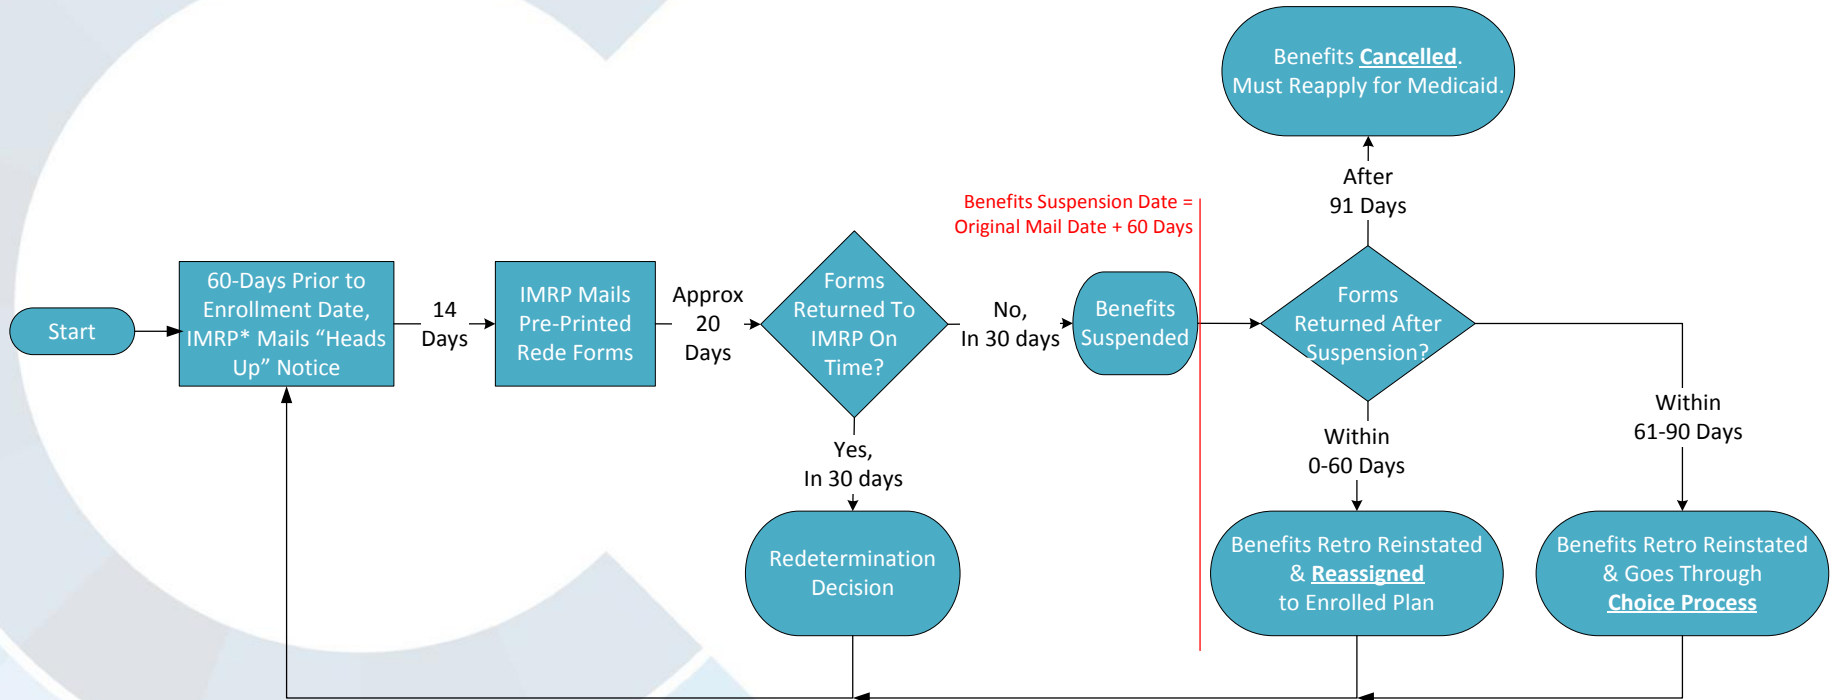 Benefits Cancelled.
Must Reapply for Medicaid.
After
91 Days
Benefits Suspension Date =
Original Mail Date + 60 Days
Start
60-Days Prior to
Enrollment Date,
IMRP* Mails “Heads
Up” Notice
14
Days
IMRP Mails
Pre-Printed
Rede Forms
Approx
20
Days
Forms
Returned To
IMRP On
Time?
No,
In 30 days
Benefits
Suspended
Forms
Returned After
Suspension?
Yes,
In 30 days
Within
0-60 Days
Within
61-90 Days
Redetermination
Decision
Benefits Retro Reinstated
& Reassigned
to Enrolled Plan
Benefits Retro Reinstated
& Goes Through
Choice Process